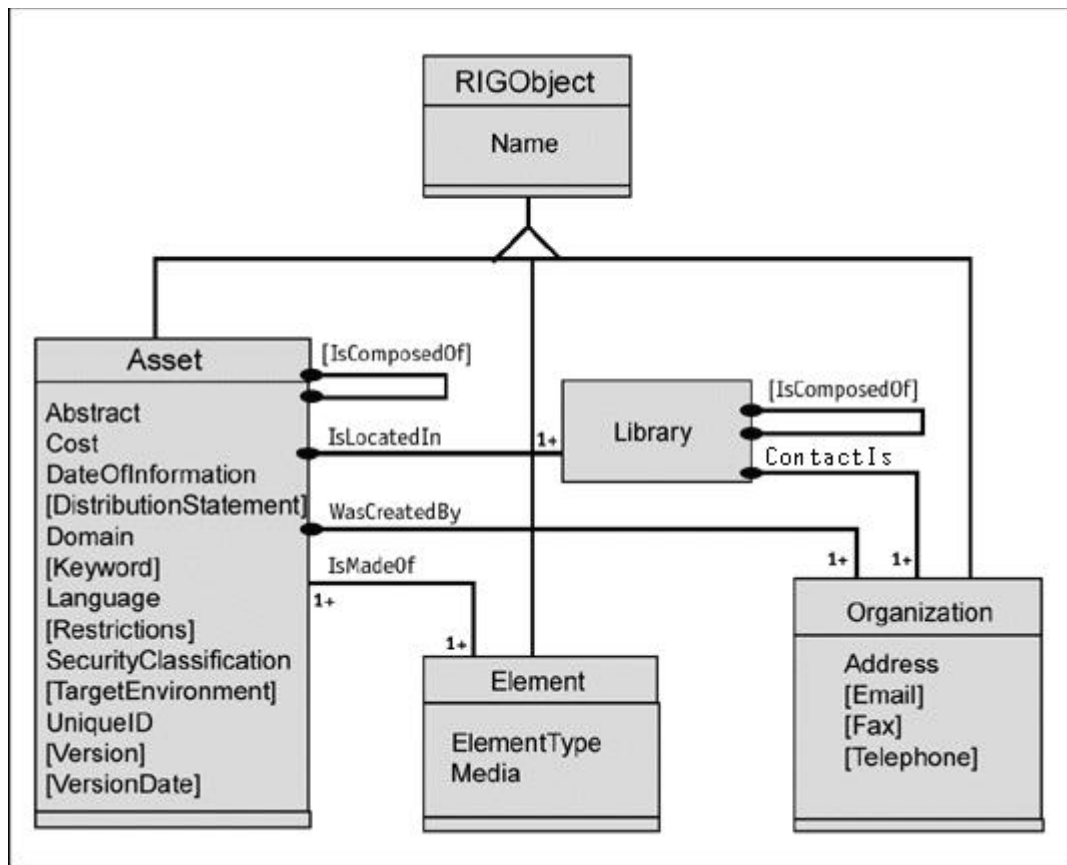 RIGObject
Name
Asset
Abstract
Cost
DateOfInformation
[DistributionStatement]
Domain
[Keyword]
Language
[Restrictions]
SecurityClassification
[TargetEnvironment]
UniqueID
[Version]
[VersionDate]
[IsComposedOf]
IsLocatedIn
1+
Library
[IsComposedOf]
ContactIs
WasCreatedBy
1+
1+
IsMadeOf
1+
1+
Element
ElementType
Media
Organization
Address
[Email]
[Fax]
[Telephone]